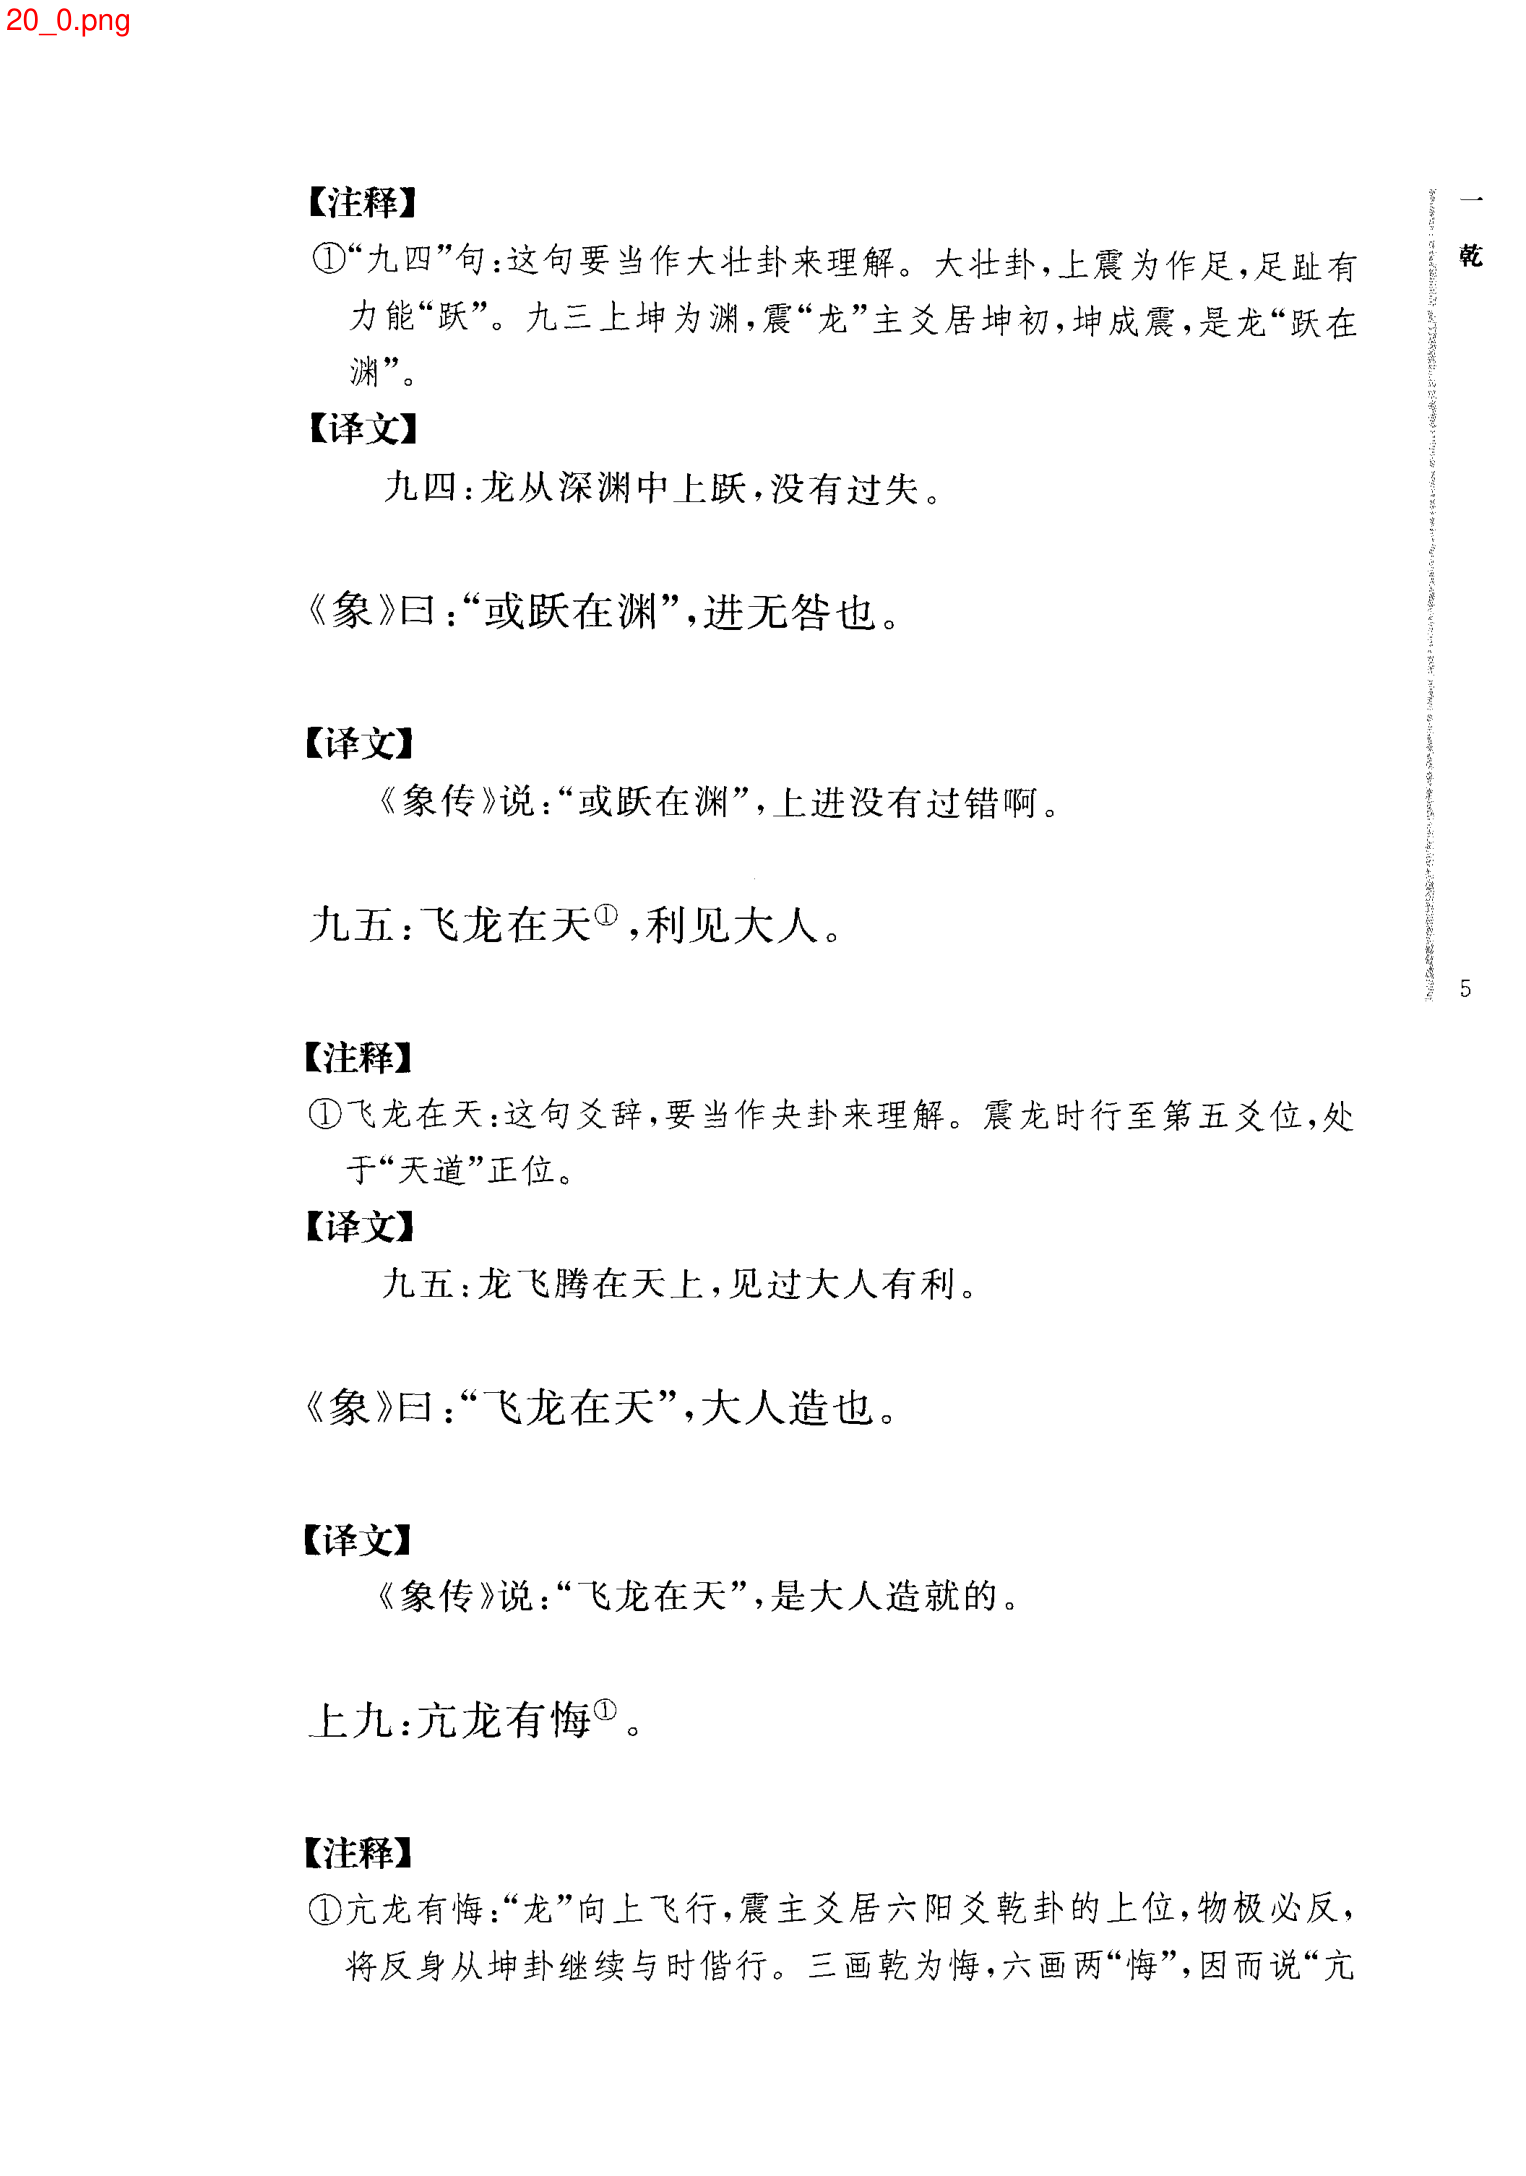 20_0.png
【注释】
①“九四”句:这句要当作大壮卦来理解。大壮卦,上震为作足,足趾有
力能“跃”。九三上坤为渊,震“龙”主爻居坤初,坤成震,是龙“跃在
渊”。
【译文】
九四:龙从深渊中上跃,没有过失。
《象》曰:“或跃在渊”,进无咎也。
【译文】
《象传》说:“或跃在渊”,上进没有过错啊。
九五:飞龙在天①,利见大人。
【注释】
①飞龙在天:这句爻辞,要当作夬卦来理解。震龙时行至第五爻位,处
于“天道”正位。
【译文】
九五:龙飞腾在天上,见过大人有利。
《象》曰:“飞龙在天”,大人造也。
【译文】
《象传》说:“飞龙在天”,是大人造就的。
上九:亢龙有悔①。
【注释】
①亢龙有悔:“龙”向上飞行,震主爻居六阳爻乾卦的上位,物极必反,
将反身从坤卦继续与时偕行。三画乾为悔,六画两“悔”,因而说“亢
一
乾
5